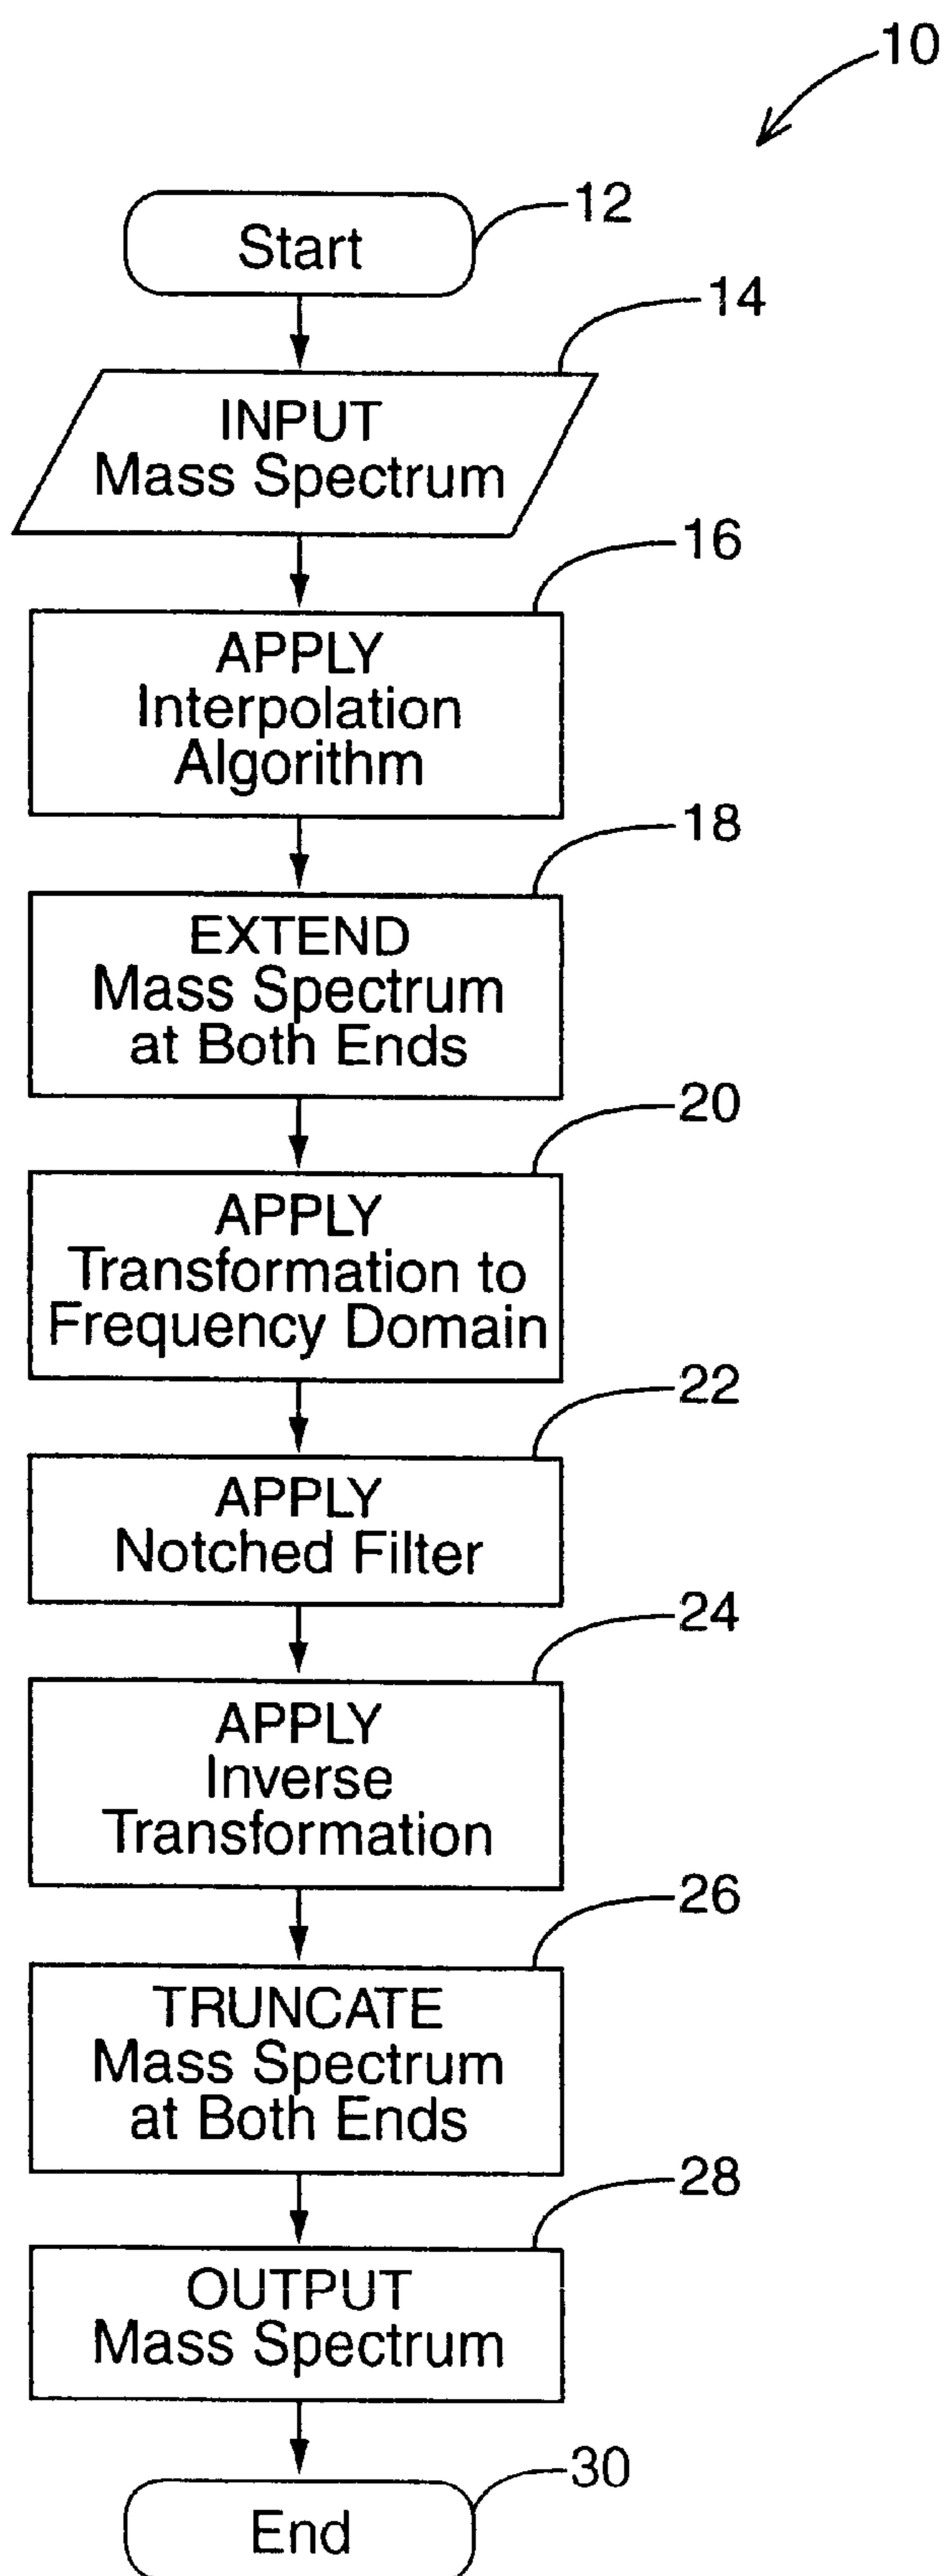 10
12
Start
14
INPUT
Mass Spectrum
16
APPLY
Interpolation
Algorithm
18
EXTEND
Mass Spectrum
at Both Ends
20
APPLY
Transformation to
Frequency Domain
22
APPLY
Notched Filter
24
APPLY
Inverse
Transformation
26
TRUNCATE
Mass Spectrum
at Both Ends
28
OUTPUT
Mass Spectrum
30
End